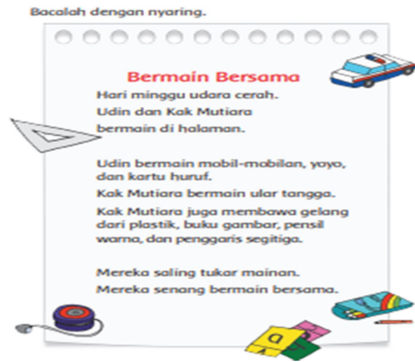 Bacalah dengan nyaring.
Bermain Bersama
Hari minggu udara cerah.
Udin dan Kak Mutiara
bermain di halaman.
Udin bermain mobil-mobilan, yoyo,
dan kartu huruf.
Kak Mutiara bermain ular tangga.
Kak Mutiara juga membawa gelang
dari plastik, buku gambar, pensil
warna, dan penggaris segitiga.
Mereka saling tukar mainan.
Mereka senang bermain bersama.